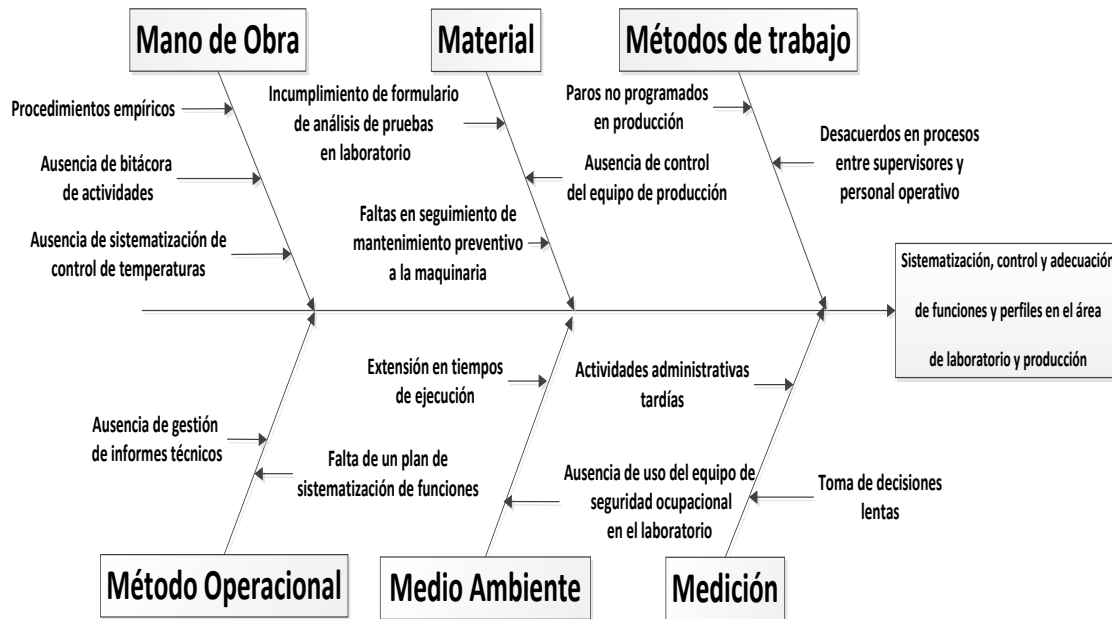 Mano de Obra
Material
Métodos de trabajo
Procedimientos empíricos
Ausencia de bitácora
de actividades
Ausencia de sistematización de
control de temperaturas
Incumplimiento de formulario
de análisis de pruebas
en laboratorio
Ausencia de control
del equipo de producción
Faltas en seguimiento de
mantenimiento preventivo
a la maquinaria
Paros no programados
en producción
Desacuerdos en procesos
entre supervisores y
personal operativo
Sistematización, control y adecuación
de funciones y perfiles en el área
de laboratorio y producción
Ausencia de gestión
de informes técnicos
Falta de un plan de
sistematización de funciones
Extensión en tiempos
de ejecución
Ausencia de uso del equipo de
seguridad ocupacional
en el laboratorio
Actividades administrativas
tardías
Toma de decisiones
lentas
Método Operacional
Medio Ambiente
Medición